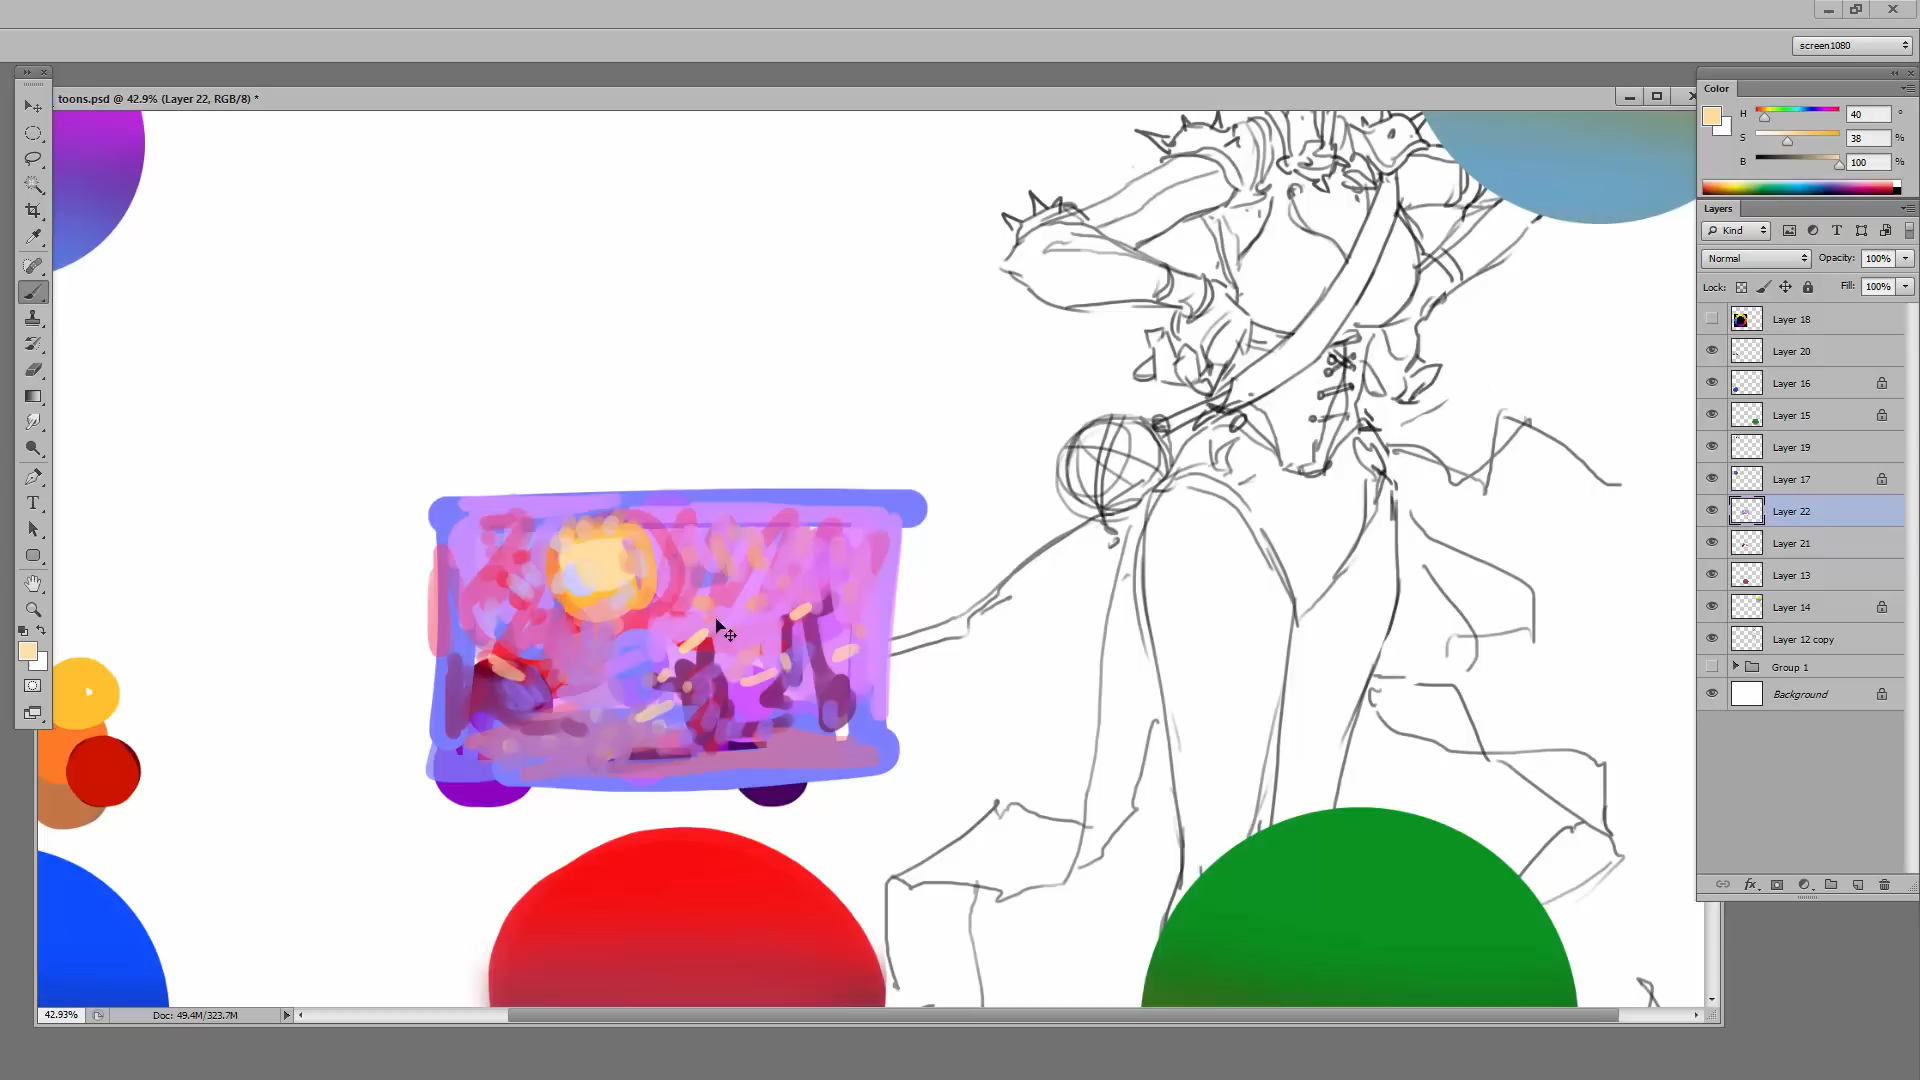 screen1080
toons.psd @ 42.9% (Layer 22, RGB/8) *
Color
H 40 °
S 38 %
B 100 %
Layers
Kind
Normal Opacity: 100%
Lock: Fill: 100%
Layer 18
Layer 20
Layer 16
Layer 15
Layer 19
Layer 17
Layer 22
Layer 21
Layer 13
Layer 14
Layer 12 copy
Group 1
Background
fx
42.93% Doc: 49.4M/323.7M